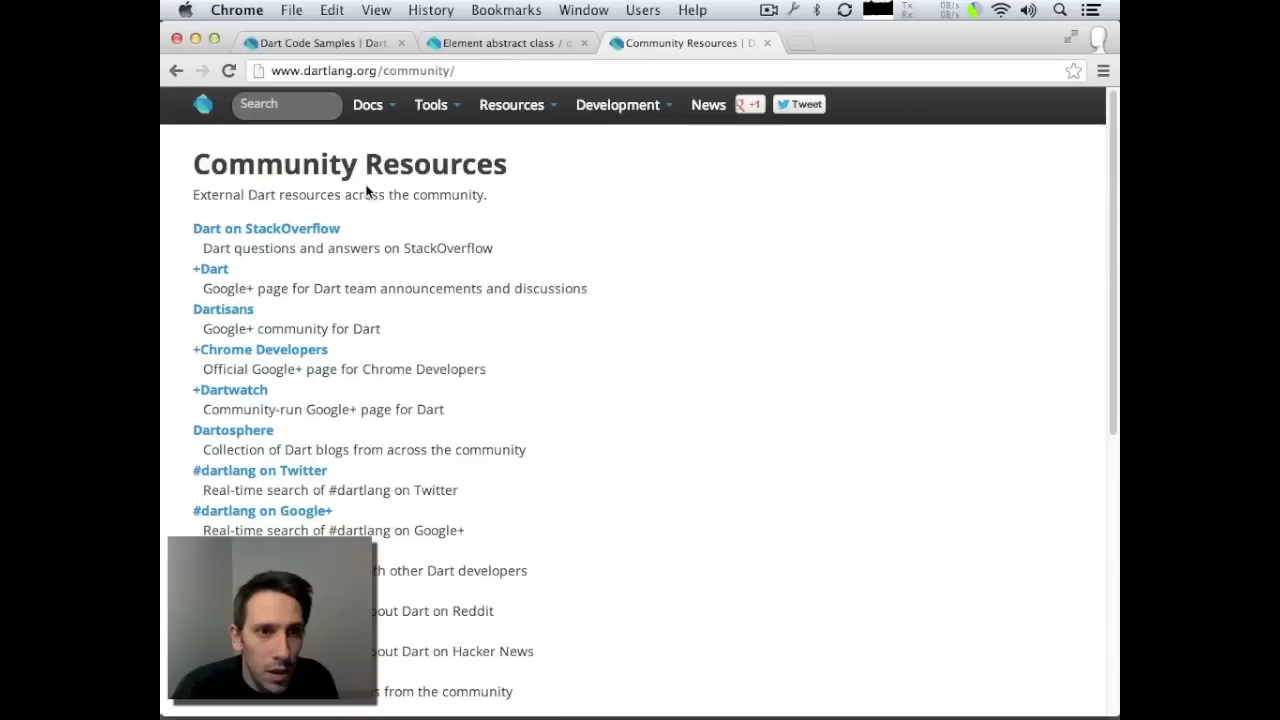 Chrome File Edit View History Bookmarks Window Users Help Tx: Rx: 0B/s 0B/s
Dart Code Samples | Dart Element abstract class / d Community Resources | D
www.dartlang.org/community/
Search Docs Tools Resources Development News +1 Tweet
Community Resources
External Dart resources across the community.
Dart on StackOverflow
Dart questions and answers on StackOverflow
+Dart
Google+ page for Dart team announcements and discussions
Dartisans
Google+ community for Dart
+Chrome Developers
Official Google+ page for Chrome Developers
+Dartwatch
Community-run Google+ page for Dart
Dartosphere
Collection of Dart blogs from across the community
#dartlang on Twitter
Real-time search of #dartlang on Twitter
#dartlang on Google+
Real-time search of #dartlang on Google+
th other Dart developers
out Dart on Reddit
out Dart on Hacker News
s from the community